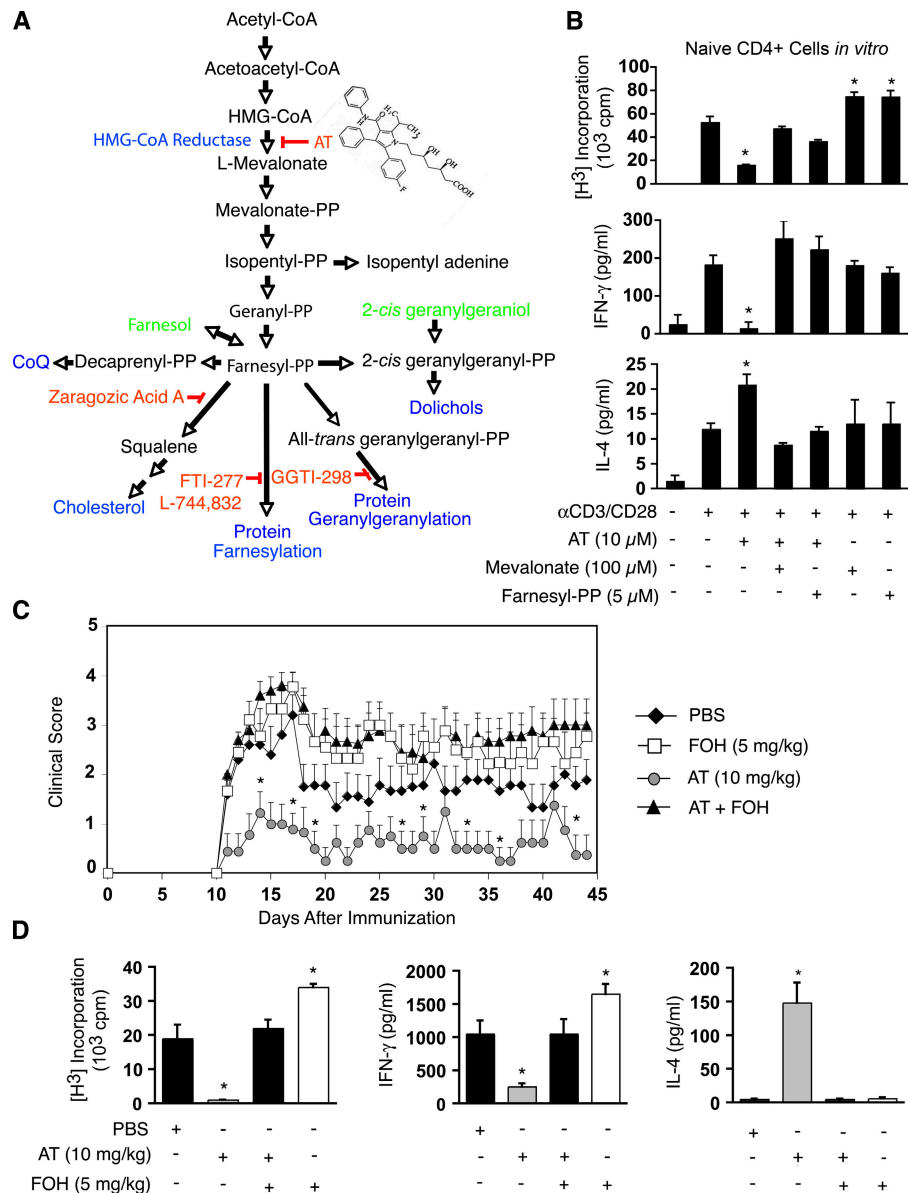 A
Acetyl-CoA
Acetoacetyl-CoA
HMG-CoA
HMG-CoA Reductase
AT
L-Mevalonate
Mevalonate-PP
Isopentyl-PP
Isopentyl adenine
Geranyl-PP
Farnesol
2-cis geranylgeraniol
CoQ
Decaprenyl-PP
Farnesyl-PP
2-cis geranylgeranyl-PP
Zaragozic Acid A
Dolichols
Squalene
All-trans geranylgeranyl-PP
FTI-277
GGTI-298
L-744,832
Cholesterol
Protein
Geranylgeranylation
Protein
Farnesylation
H3C
CH3
O
N
H
N
OH
OH
COOH
F
B
Naive CD4+ Cells in vitro
[H3] Incorporation
(103 cpm)
80
60
40
20
0
* * *
IFN-γ (pg/ml)
300
200
100
0
*
IL-4 (pg/ml)
30
20
10
0
*
αCD3/CD28 - + + + + + +
AT (10 µM) - - + + + - -
Mevalonate (100 µM) - - - + - + -
Farnesyl-PP (5 µM) - - - - + - +
C
Clinical Score
5
4
3
2
1
0
* * * * * * * *
0 5 10 15 20 25 30 35 40 45
Days After Immunization
PBS
FOH (5 mg/kg)
AT (10 mg/kg)
AT + FOH
D
[H3] Incorporation
(103 cpm)
40
30
20
10
0
* *
IFN-γ (pg/ml)
2000
1500
1000
500
0
* *
IL-4 (pg/ml)
200
150
100
50
0
*
PBS + - - - + - - - + - - -
AT (10 mg/kg) - + + - - + + - - + + -
FOH (5 mg/kg) - - + + - - + + - - + +